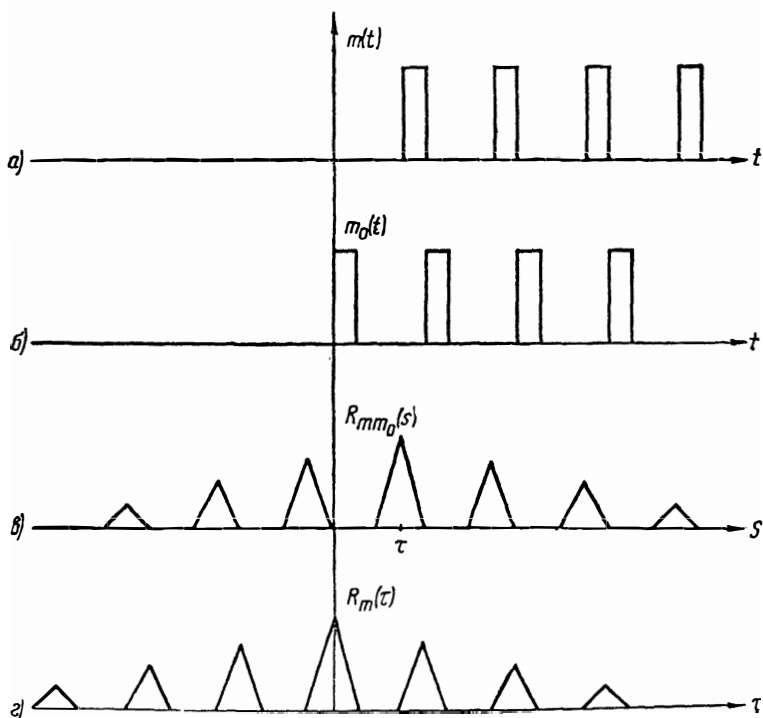 m(t)
а) t
m₀(t)
б) t
Rmm₀(s)
в) τ s
Rm(τ)
г) τ